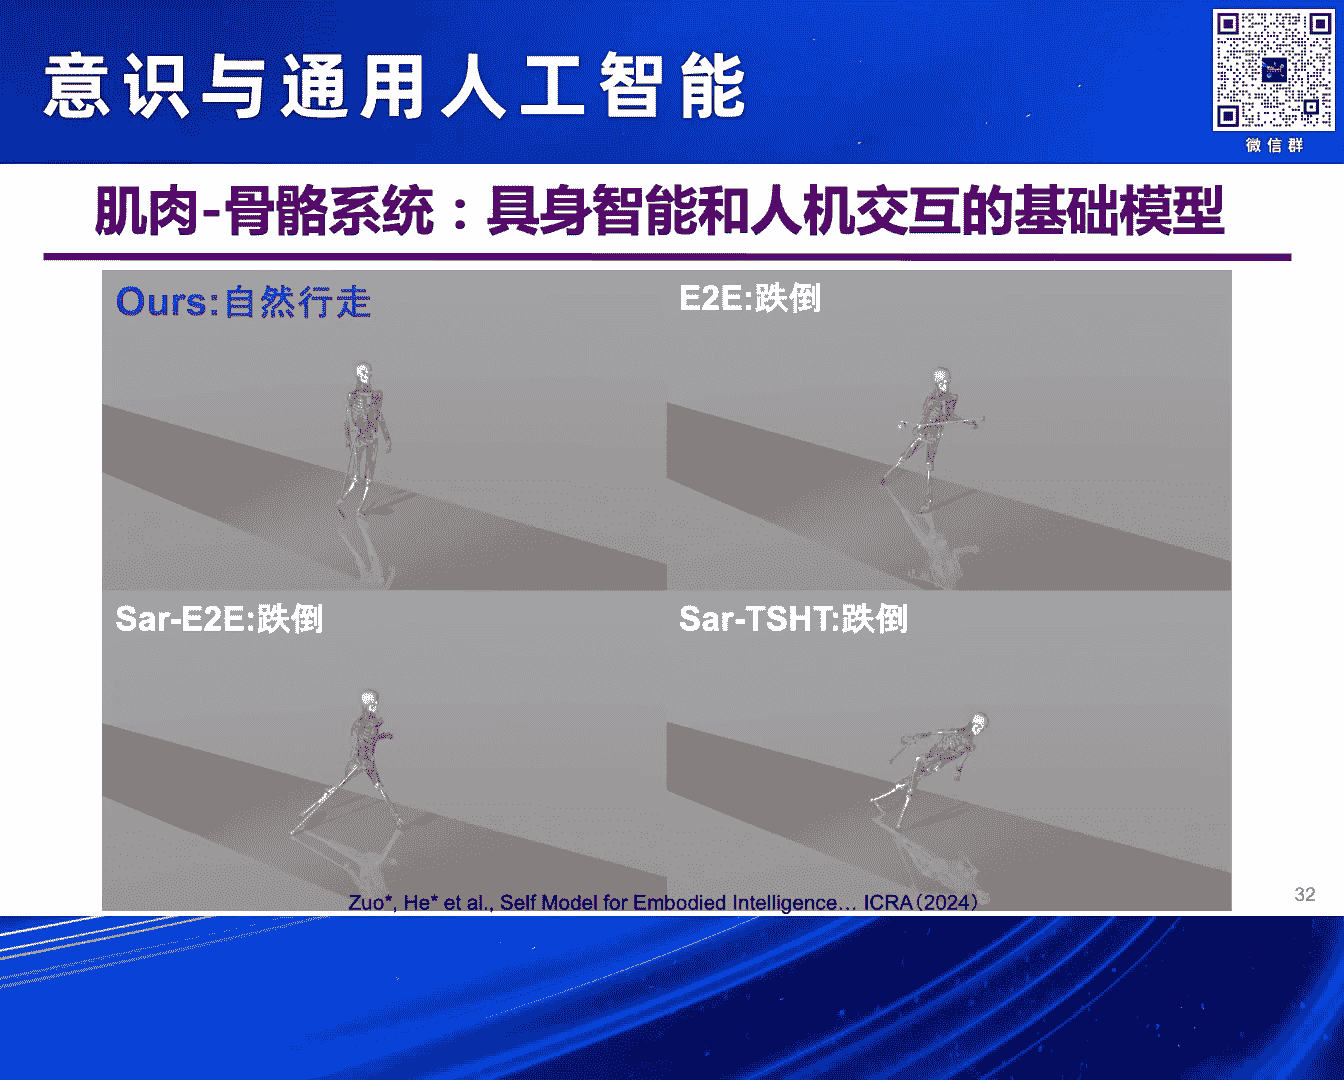 意识与通用人工智能
微信群
肌肉-骨骼系统：具身智能和人机交互的基础模型
Ours:自然行走
E2E:跌倒
Sar-E2E:跌倒
Sar-TSHT:跌倒
Zuo*, He* et al., Self Model for Embodied Intelligence... ICRA(2024)
32